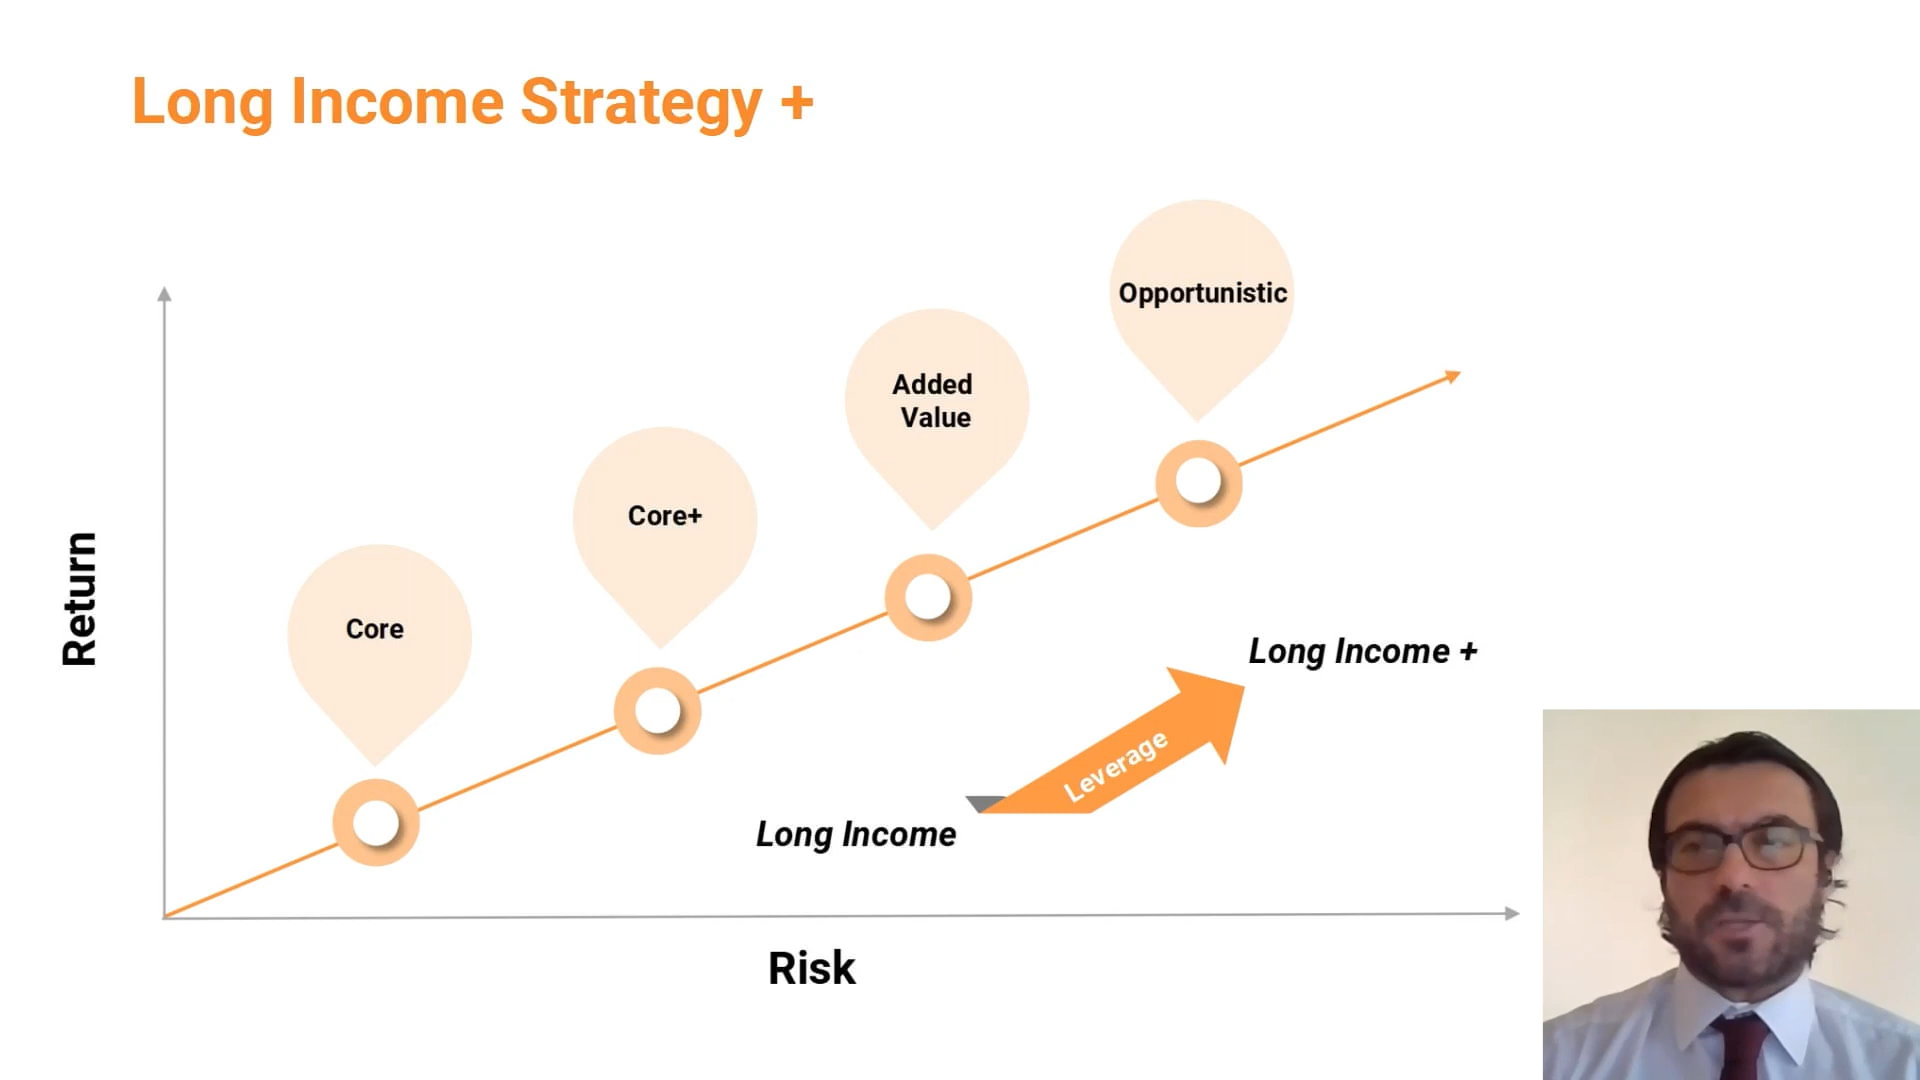 Long Income Strategy +
Opportunistic
Added
Value
Core+
Core
Return
Long Income +
Leverage
Long Income
Risk